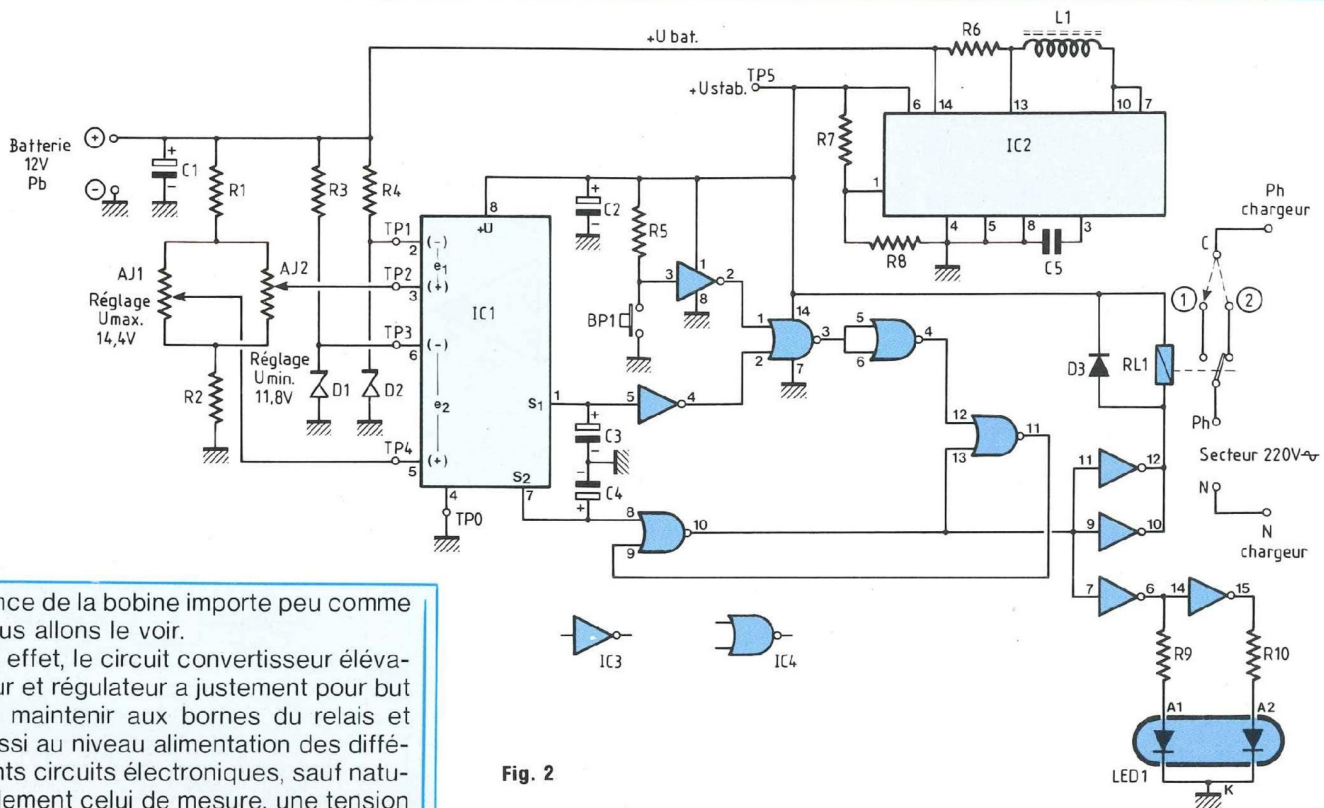 +U bat.
R6
L1
+Ustab.
TP5
6
14
13
10
7
R7
IC2
1
R8
4
5
8
3
C5
Batterie
12V
Pb
+
-
+
-
C1
R1
R3
R4
AJ1
AJ2
Réglage
Umax.
14,4V
Réglage
Umin.
11,8V
R2
D1
D2
TP1
2
TP2
3
TP3
6
TP4
5
8
+U
(-)
e1
(+)
IC1
(-)
e2
(+)
S1
1
S2
7
4
TP0
+
-
C2
R5
BP1
3
1
2
8
1
2
14
3
7
5
6
4
5
4
+
C3
-
-
C4
+
12
13
11
8
9
10
D3
RL1
11
12
9
10
7
6
14
15
R9
R10
A1
A2
LED1
K
Ph
chargeur
C
1
2
Ph
Secteur 220V~
N
N
chargeur
IC3
IC4
nce de la bobine importe peu comme
us allons le voir.
effet, le circuit convertisseur éléva-
ur et régulateur a justement pour but
maintenir aux bornes du relais et
ssi au niveau alimentation des diffé-
nts circuits électroniques, sauf natu-
lement celui de mesure, une tension
Fig. 2